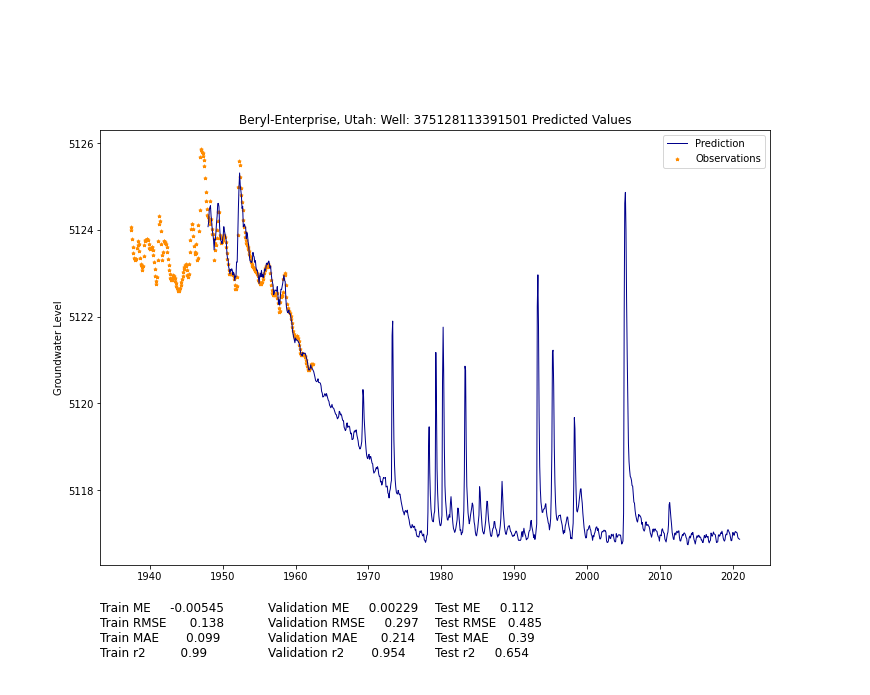 Beryl-Enterprise, Utah: Well: 375128113391501 Predicted Values
Prediction
Observations
Groundwater Level
5126
5124
5122
5120
5118
1940 1950 1960 1970 1980 1990 2000 2010 2020
Train ME -0.00545 Validation ME 0.00229 Test ME 0.112
Train RMSE 0.138 Validation RMSE 0.297 Test RMSE 0.485
Train MAE 0.099 Validation MAE 0.214 Test MAE 0.39
Train r2 0.99 Validation r2 0.954 Test r2 0.654